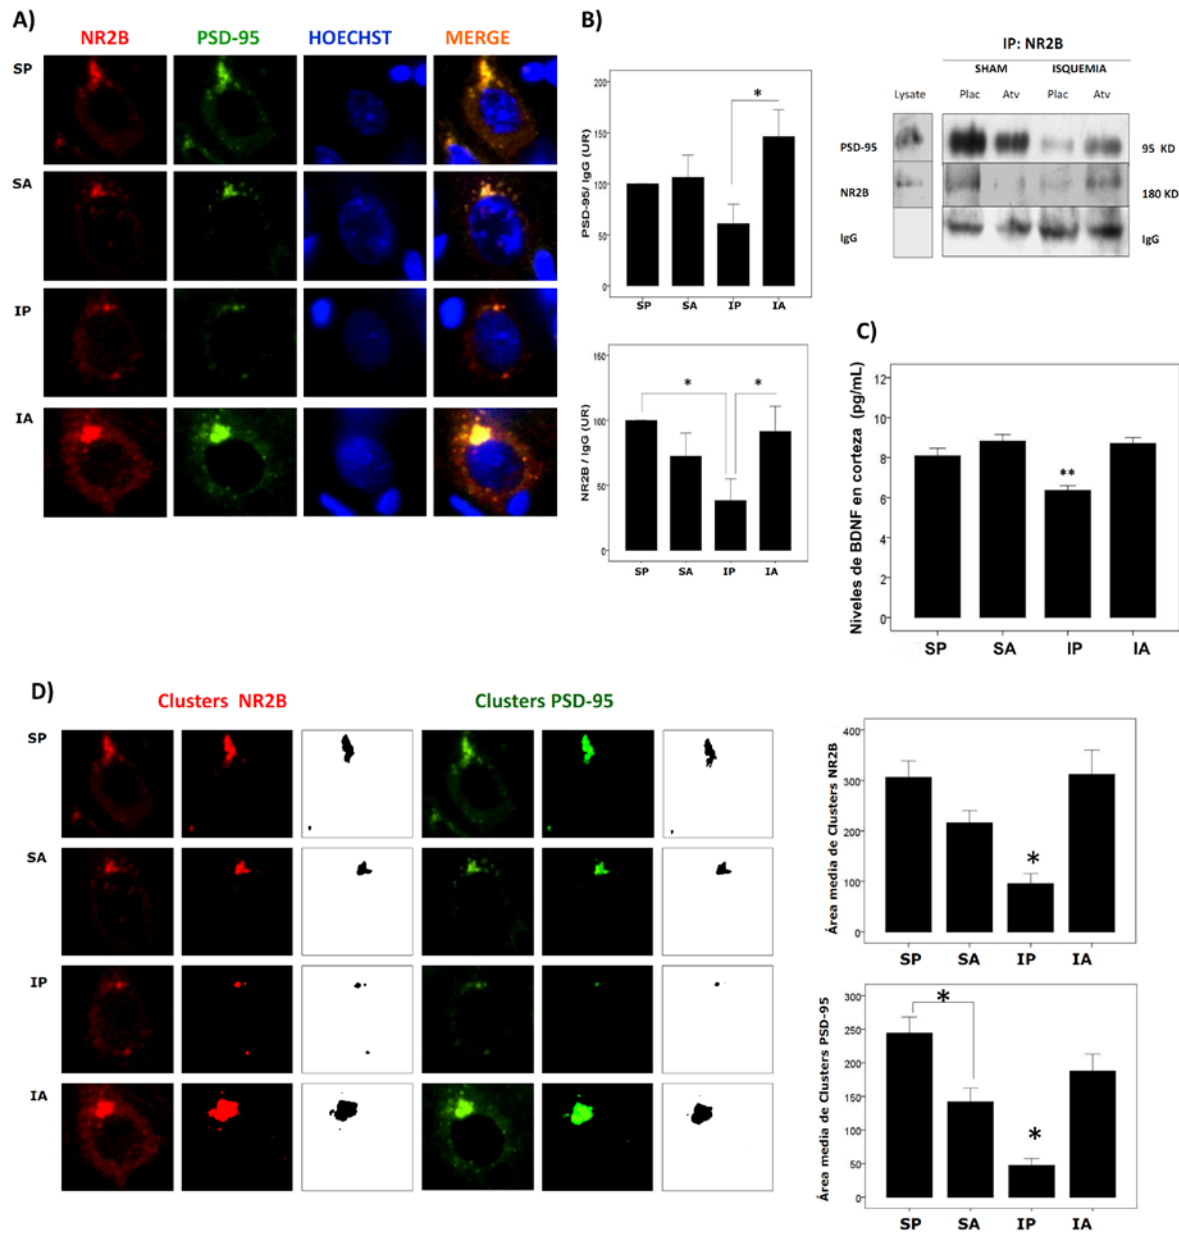 A)
NR2B PSD-95 HOECHST MERGE
SP
SA
IP
IA
B)
PSD-95/ IgG (UR)
200
150
100
50
0
*
SP SA IP IA
NR2B / IgG (UR)
150
100
50
0
* *
SP SA IP IA
IP: NR2B
SHAM ISQUEMIA
Lysate Plac Atv Plac Atv
PSD-95 95 KD
NR2B 180 KD
IgG IgG
C)
Niveles de BDNF en corteza (pg/mL)
12
10
8
6
4
2
0
**
SP SA IP IA
D)
Clusters NR2B Clusters PSD-95
SP
SA
IP
IA
Área media de Clusters NR2B
400
300
200
100
0
*
SP SA IP IA
Área media de Clusters PSD-95
300
250
200
150
100
50
0
*
*
SP SA IP IA